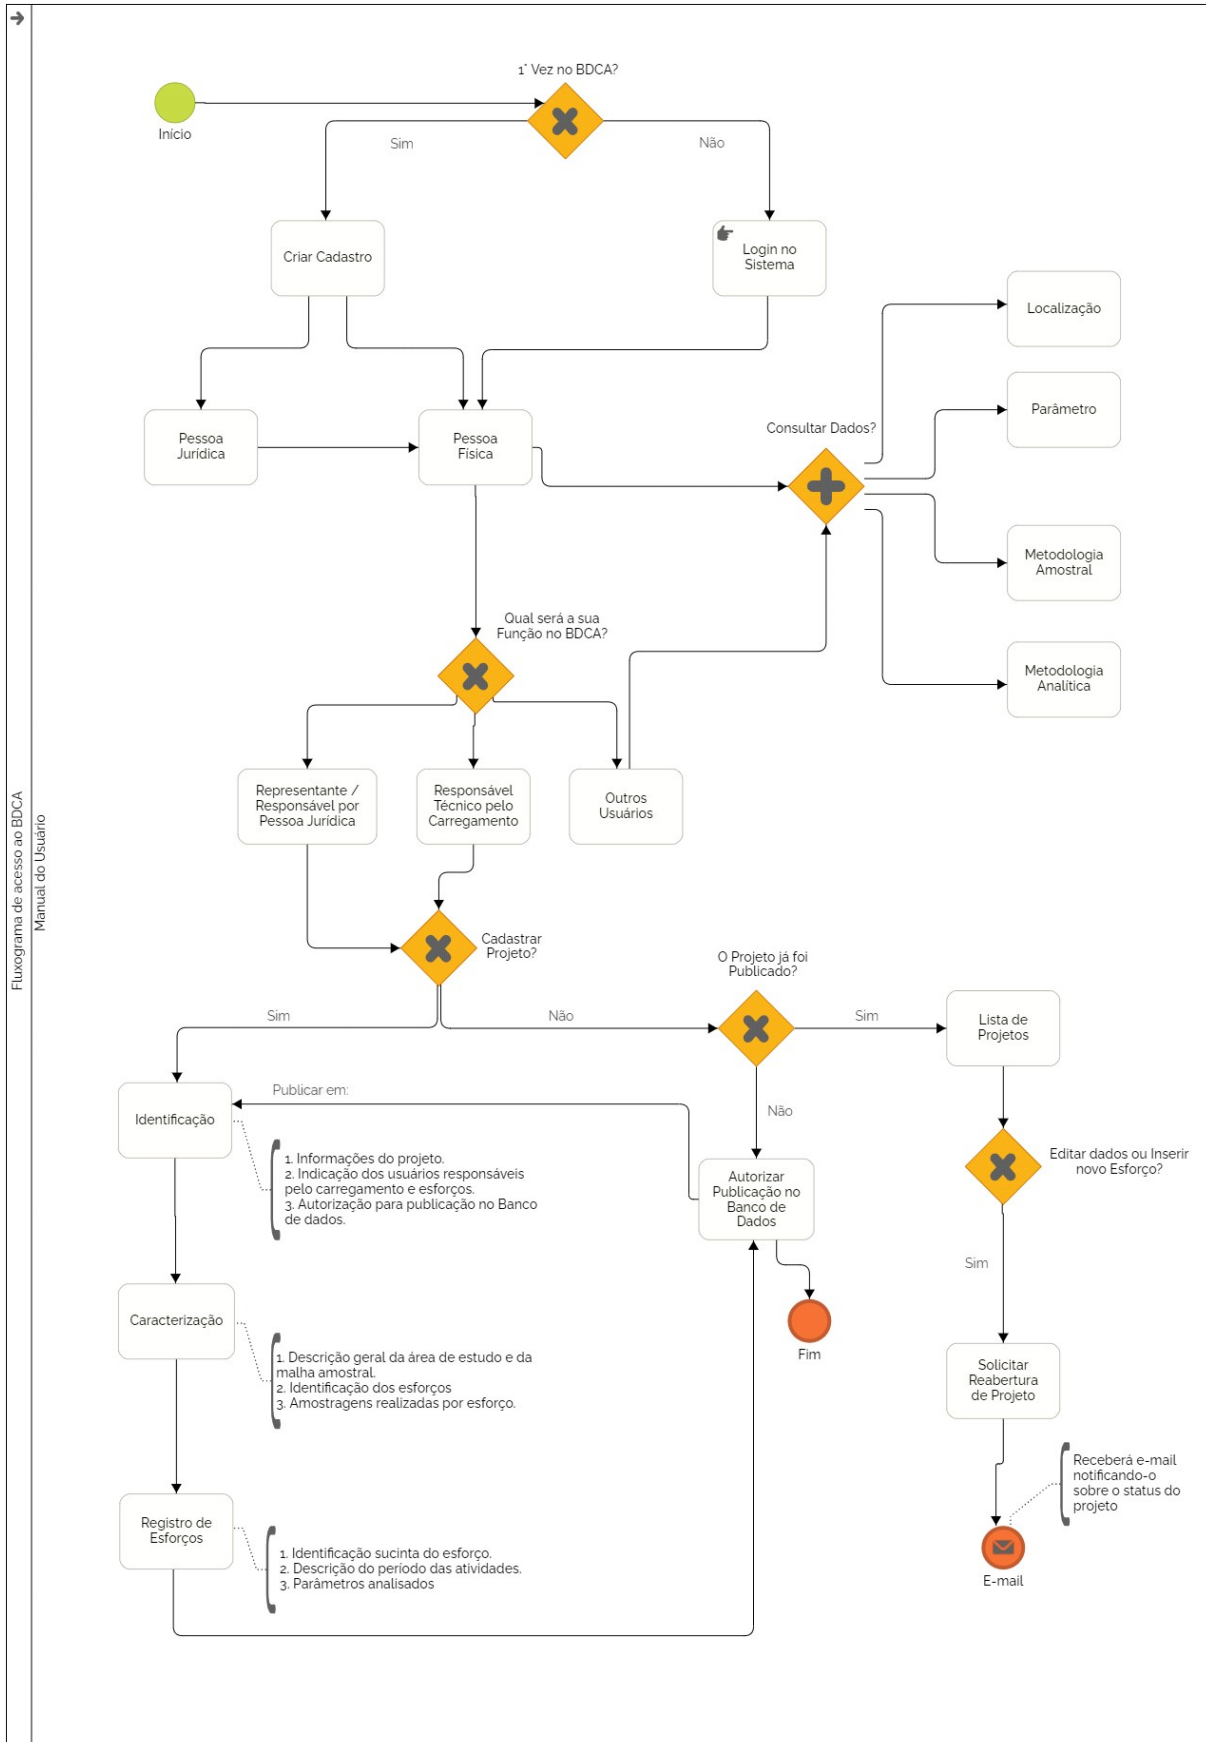 Fluxograma de acesso ao BDCA
Manual do Usuário
1ª Vez no BDCA?
Início
Sim
Não
Criar Cadastro
Login no
Sistema
Localização
Parâmetro
Consultar Dados?
Pessoa
Jurídica
Pessoa
Física
Metodologia
Amostral
Qual será a sua
Função no BDCA?
Metodologia
Analítica
Representante /
Responsável por
Pessoa Jurídica
Responsável
Técnico pelo
Carregamento
Outros
Usuários
Cadastrar
Projeto?
O Projeto já foi
Publicado?
Sim
Não
Sim
Lista de
Projetos
Identificação
Publicar em:
Não
1. Informações do projeto.
2. Indicação dos usuários responsáveis
pelo carregamento e esforços.
3. Autorização para publicação no Banco
de dados.
Autorizar
Publicação no
Banco de
Dados
Editar dados ou Inserir
novo Esforço?
Sim
Caracterização
Fim
1. Descrição geral da área de estudo e da
malha amostral.
2. Identificação dos esforços
3. Amostragens realizadas por esforço.
Solicitar
Reabertura
de Projeto
Receberá e-mail
notificando-o
sobre o status do
projeto
Registro de
Esforços
1. Identificação sucinta do esforço.
2. Descrição do período das atividades.
3. Parâmetros analisados
E-mail